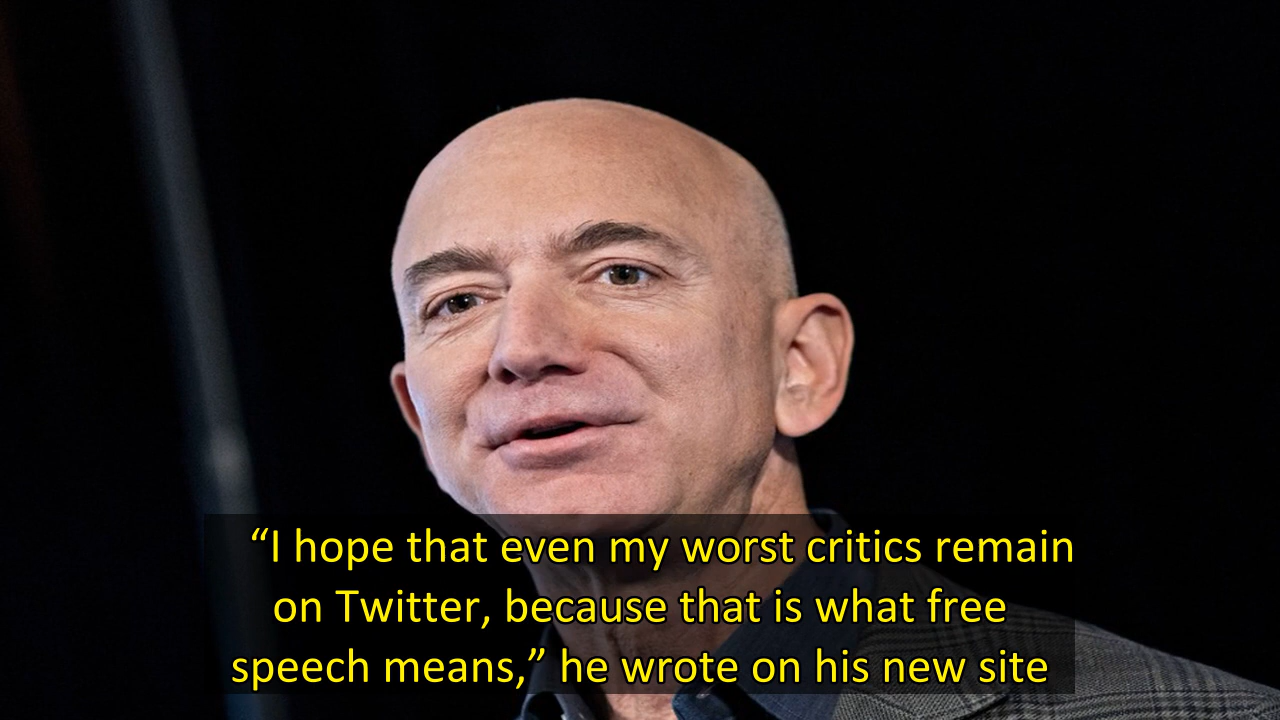 “I hope that even my worst critics remain
on Twitter, because that is what free
speech means,” he wrote on his new site